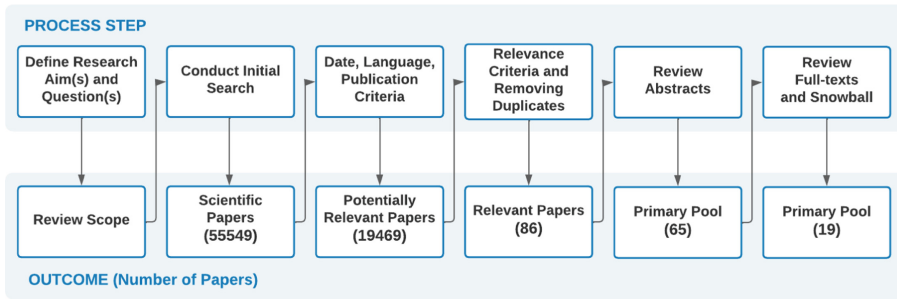 PROCESS STEP
Define Research
Aim(s) and
Question(s)
Conduct Initial
Search
Date, Language,
Publication
Criteria
Relevance
Criteria and
Removing
Duplicates
Review
Abstracts
Review
Full-texts
and Snowball
Review Scope
Scientific
Papers
(55549)
Potentially
Relevant Papers
(19469)
Relevant Papers
(86)
Primary Pool
(65)
Primary Pool
(19)
OUTCOME (Number of Papers)